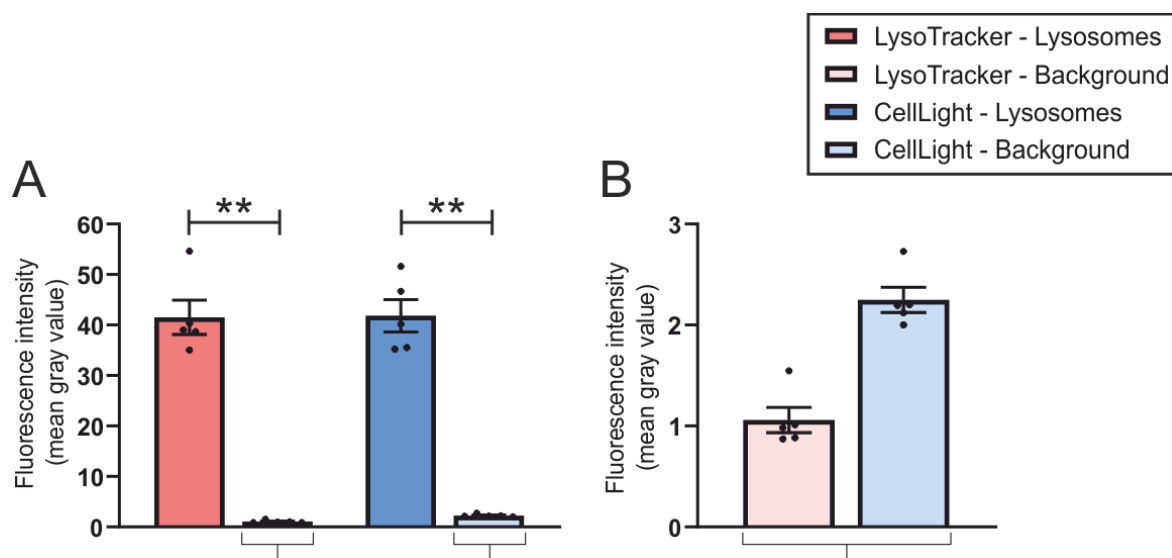 LysoTracker - Lysosomes
LysoTracker - Background
CellLight - Lysosomes
CellLight - Background
A
Fluorescence intensity
(mean gray value)
60
50
40
30
20
10
0
**
**
B
Fluorescence intensity
(mean gray value)
3
2
1
0